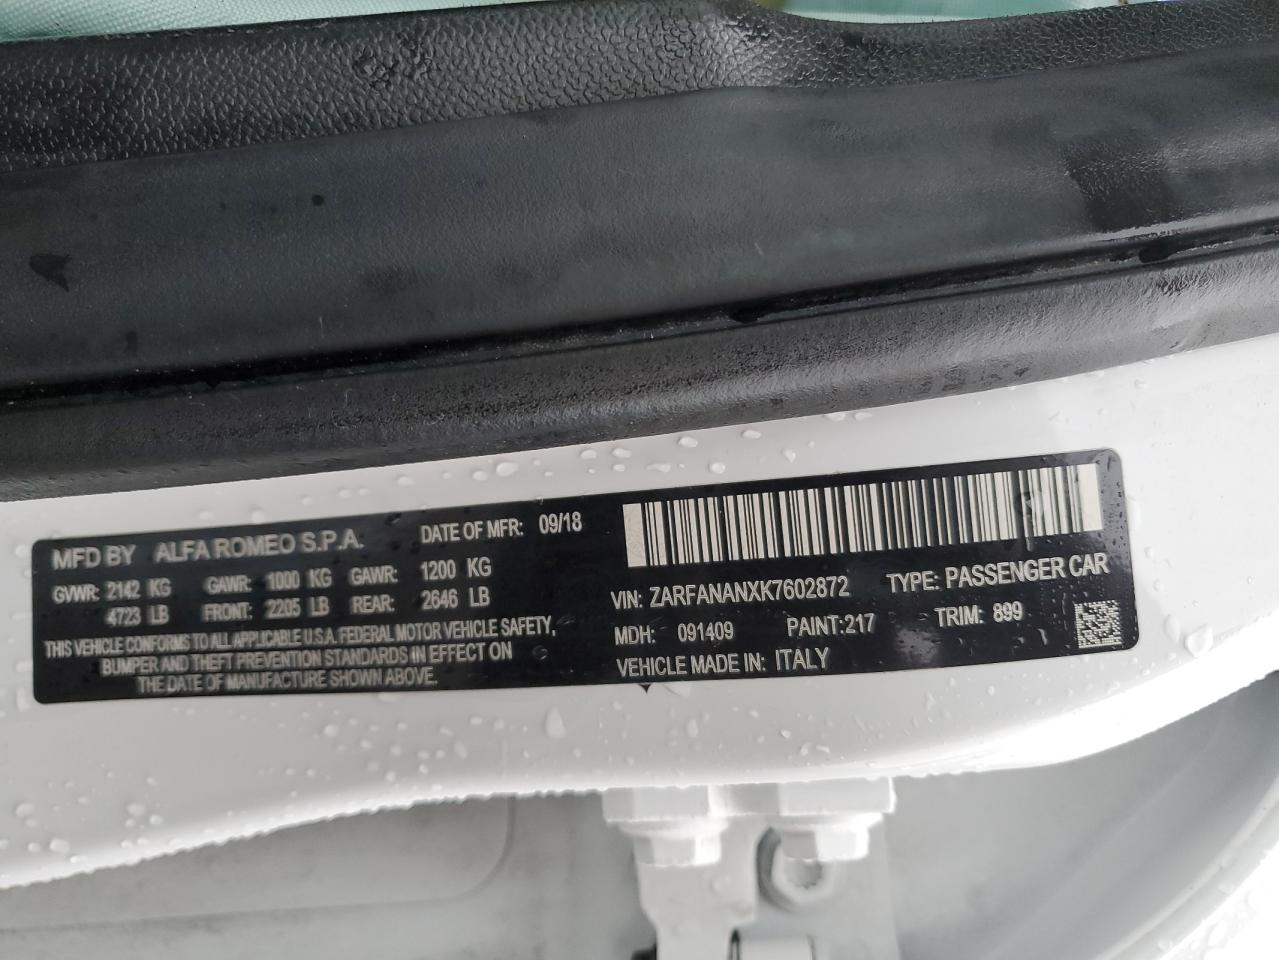 MFD BY ALFA ROMEO S.P.A. DATE OF MFR: 09/18
GVWR: 2142 KG GAWR: 1000 KG GAWR: 1200 KG
4723 LB FRONT: 2205 LB REAR: 2646 LB
THIS VEHICLE CONFORMS TO ALL APPLICABLE U.S.A. FEDERAL MOTOR VEHICLE SAFETY,
BUMPER AND THEFT PREVENTION STANDARDS IN EFFECT ON
THE DATE OF MANUFACTURE SHOWN ABOVE.
VIN: ZARFANANXK7602872 TYPE: PASSENGER CAR
MDH: 091409 PAINT:217 TRIM: 899
VEHICLE MADE IN: ITALY